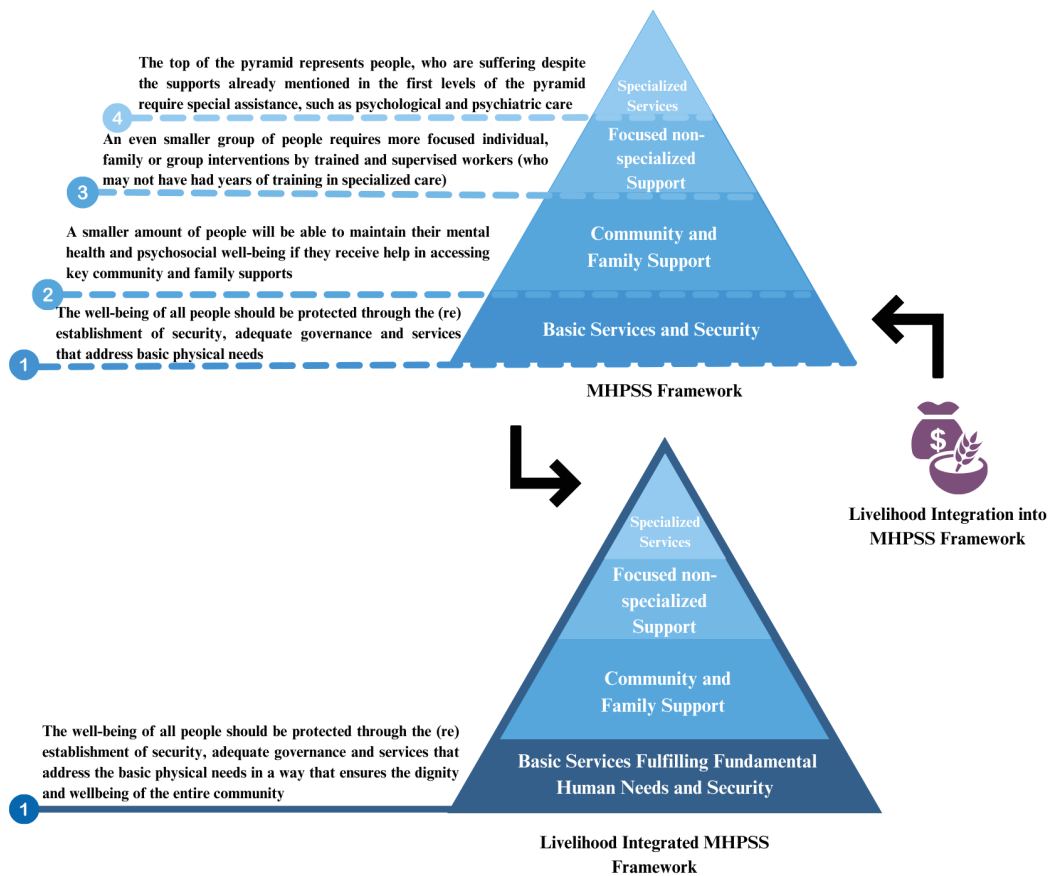 The top of the pyramid represents people, who are suffering despite
the supports already mentioned in the first levels of the pyramid
require special assistance, such as psychological and psychiatric care
4
Specialized
Services
An even smaller group of people requires more focused individual,
family or group interventions by trained and supervised workers (who
may not have had years of training in specialized care)
3
Focused non-
specialized
Support
A smaller amount of people will be able to maintain their mental
health and psychosocial well-being if they receive help in accessing
key community and family supports
2
Community and
Family Support
The well-being of all people should be protected through the (re)
establishment of security, adequate governance and services
that address basic physical needs
1
Basic Services and Security
MHPSS Framework
$
Livelihood Integration into
MHPSS Framework
Specialized
Services
Focused non-
specialized
Support
Community and
Family Support
The well-being of all people should be protected through the (re)
establishment of security, adequate governance and services that
address the basic physical needs in a way that ensures the dignity
and wellbeing of the entire community
1
Basic Services Fulfilling Fundamental
Human Needs and Security
Livelihood Integrated MHPSS
Framework